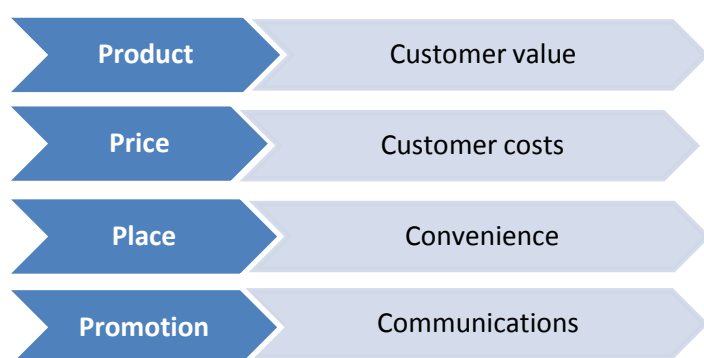 Product
Customer value
Price
Customer costs
Place
Convenience
Promotion
Communications